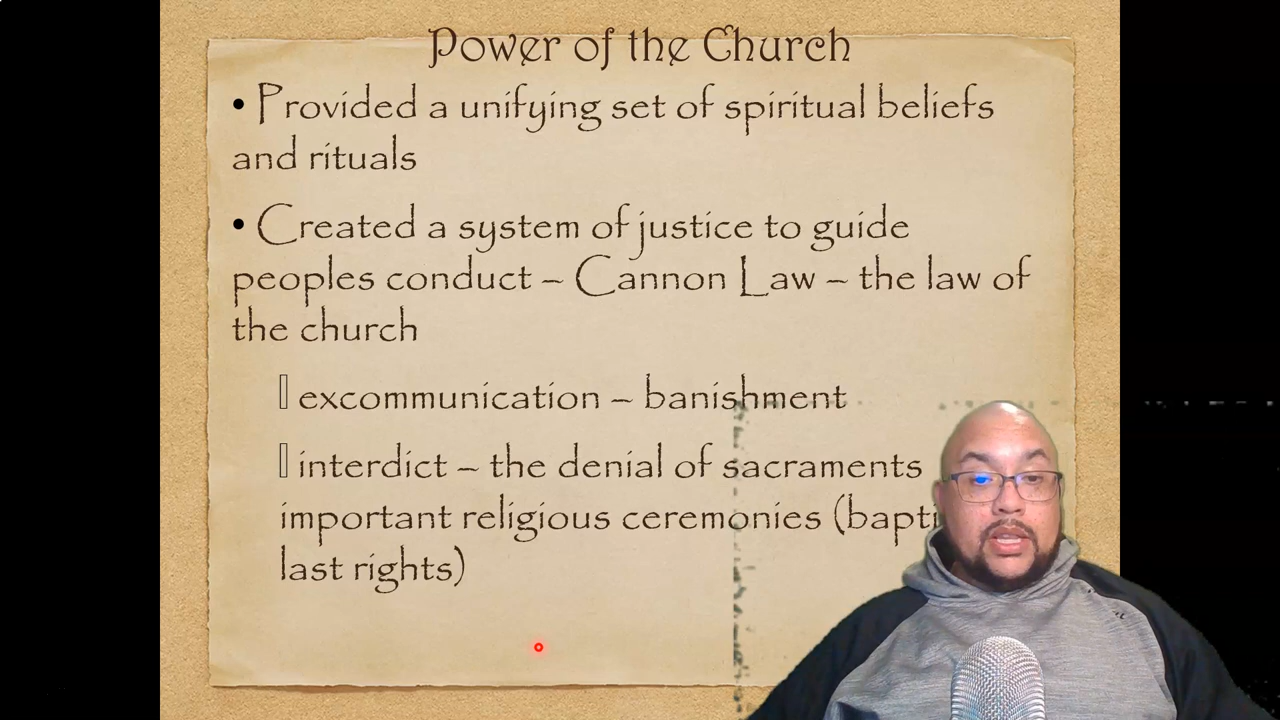 Power of the Church
• Provided a unifying set of spiritual beliefs
and rituals
• Created a system of justice to guide
peoples conduct – Cannon Law – the law of
the church
excommunication – banishment
interdict – the denial of sacraments
important religious ceremonies (bapti
last rights)